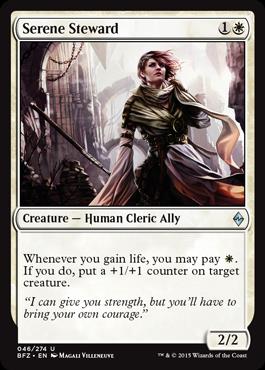 Serene Steward 1
Creature — Human Cleric Ally
Whenever you gain life, you may pay .
If you do, put a +1/+1 counter on target
creature.
“I can give you strength, but you’ll have to
bring your own courage.”
2/2
046/274 U
BFZ • EN MAGALI VILLENEUVE
™ & © 2015 Wizards of the Coast